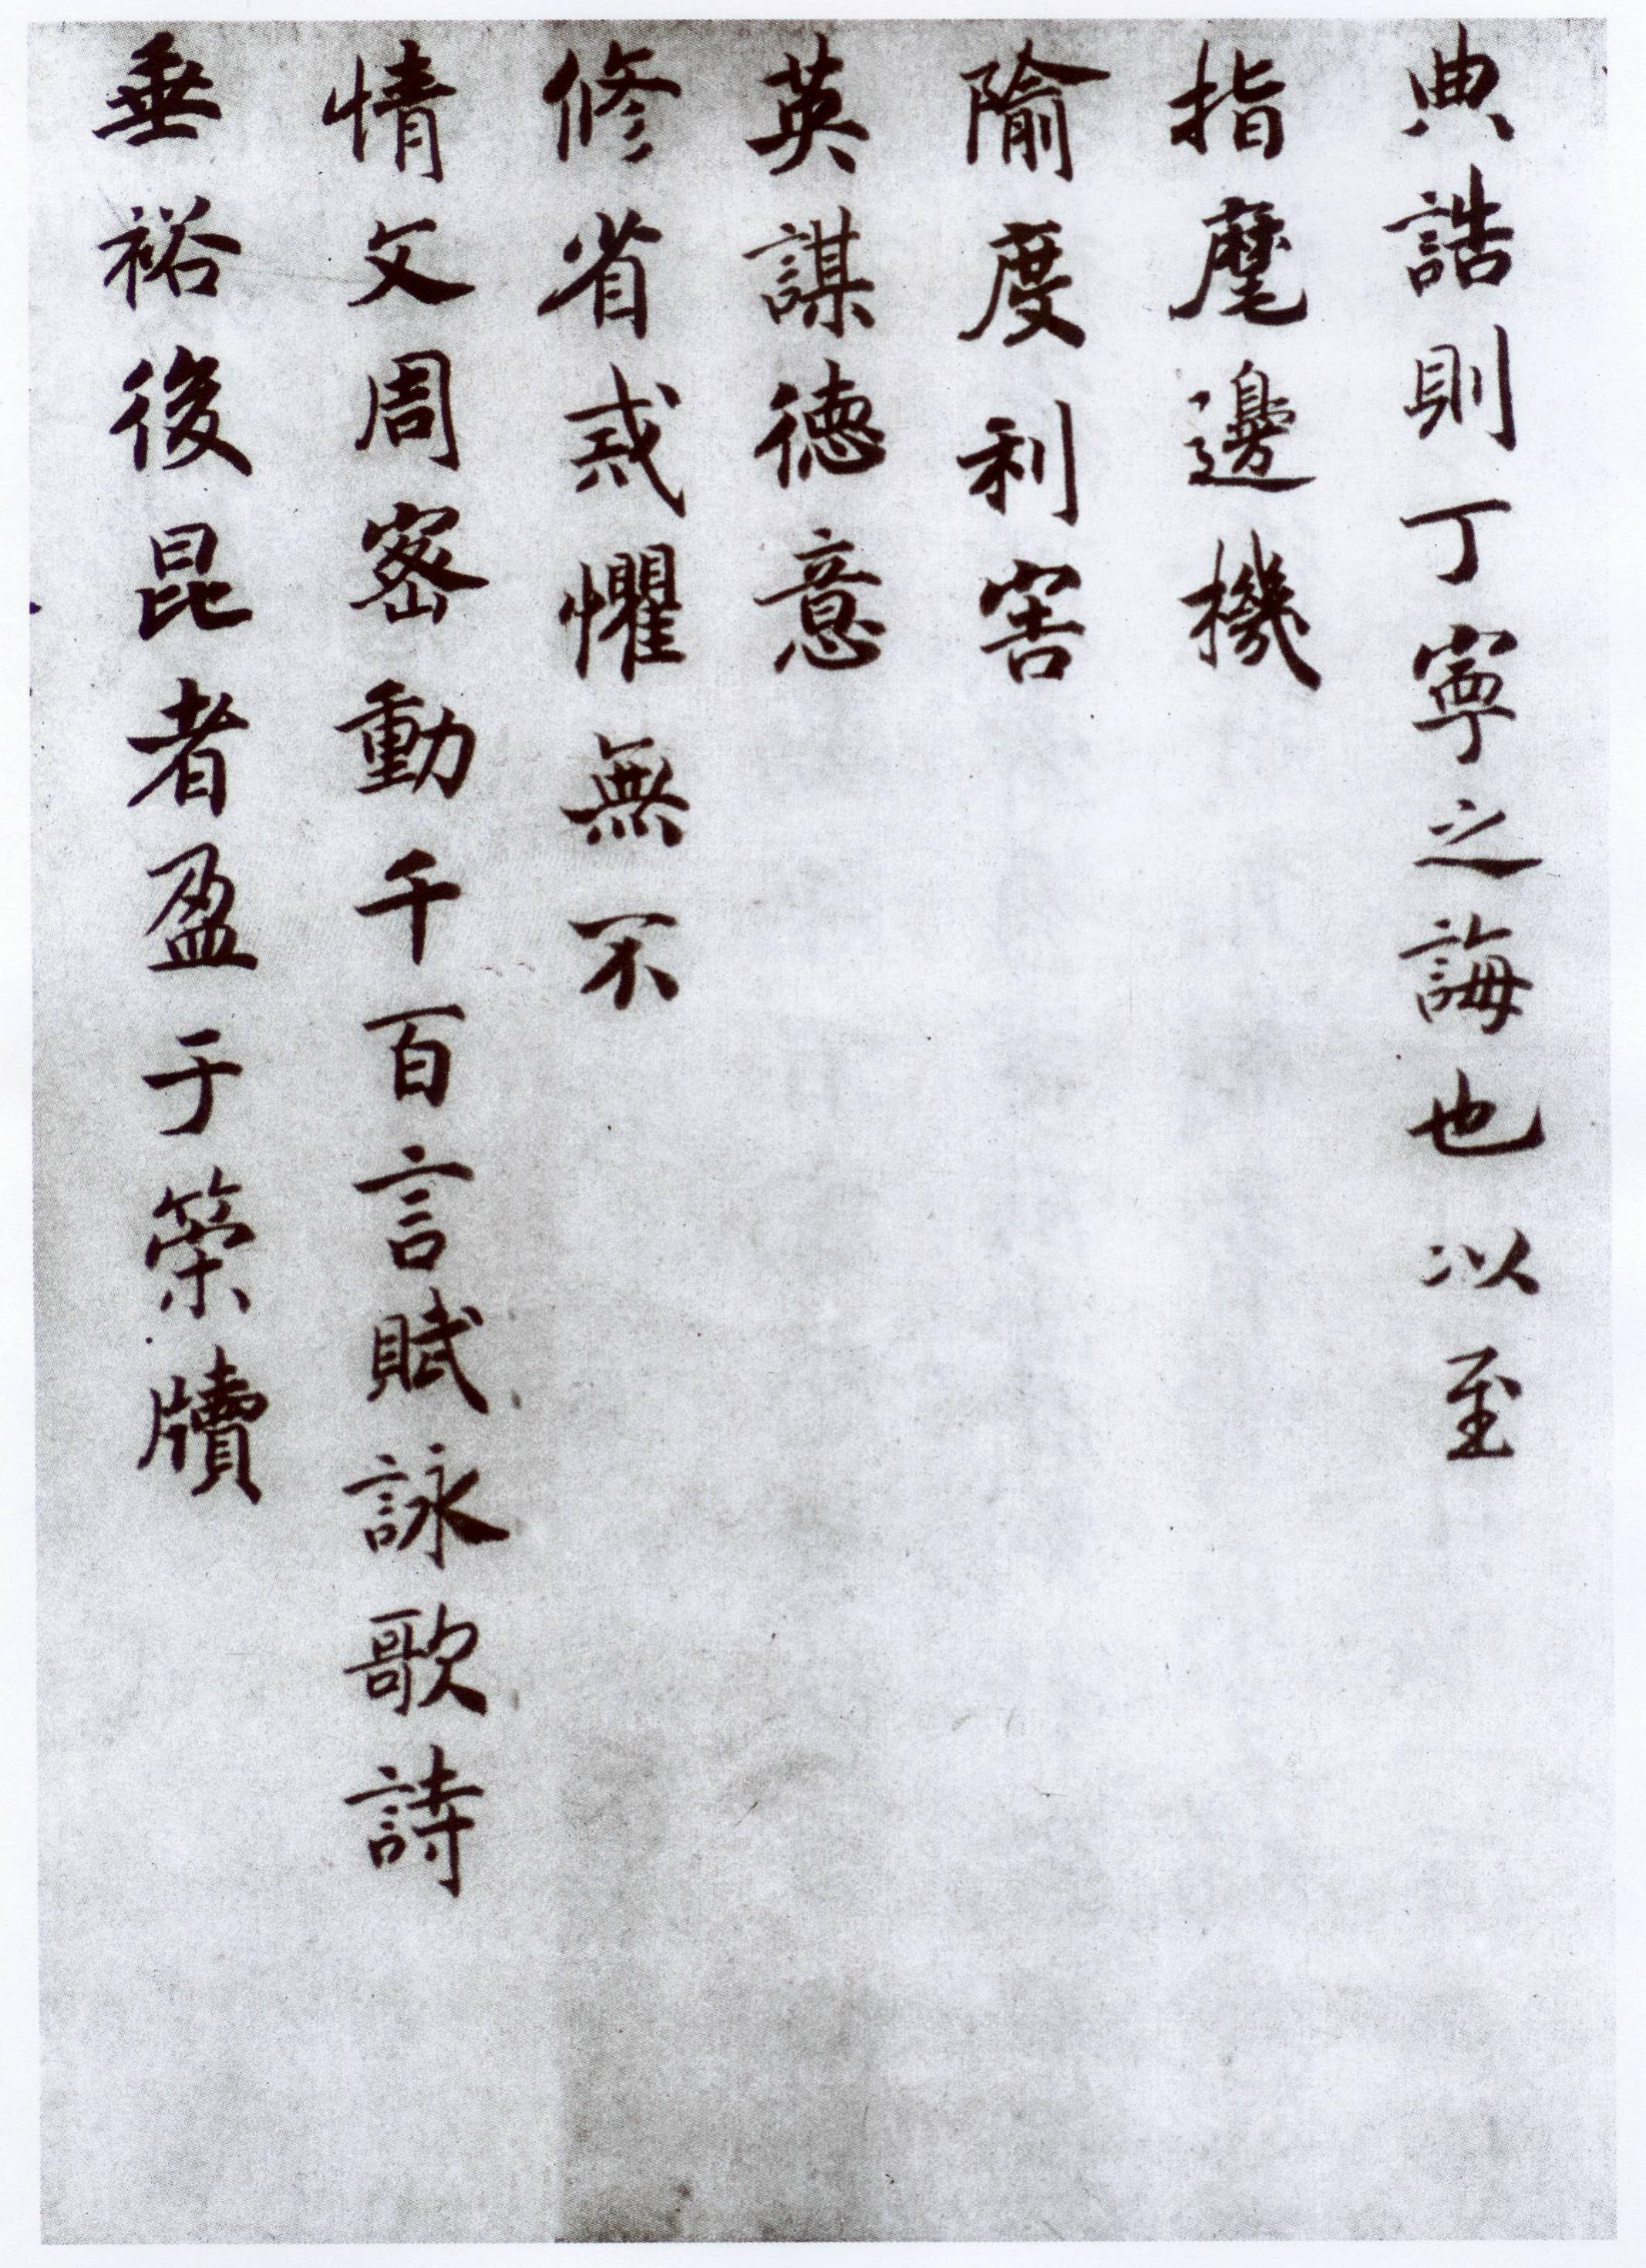 典誥則丁寧之誨也以至
指麾邊機
隃度利害
英謀德意
修省戒懼無不
情文周密動千百言賦詠歌詩
垂裕後昆者盈于策牘